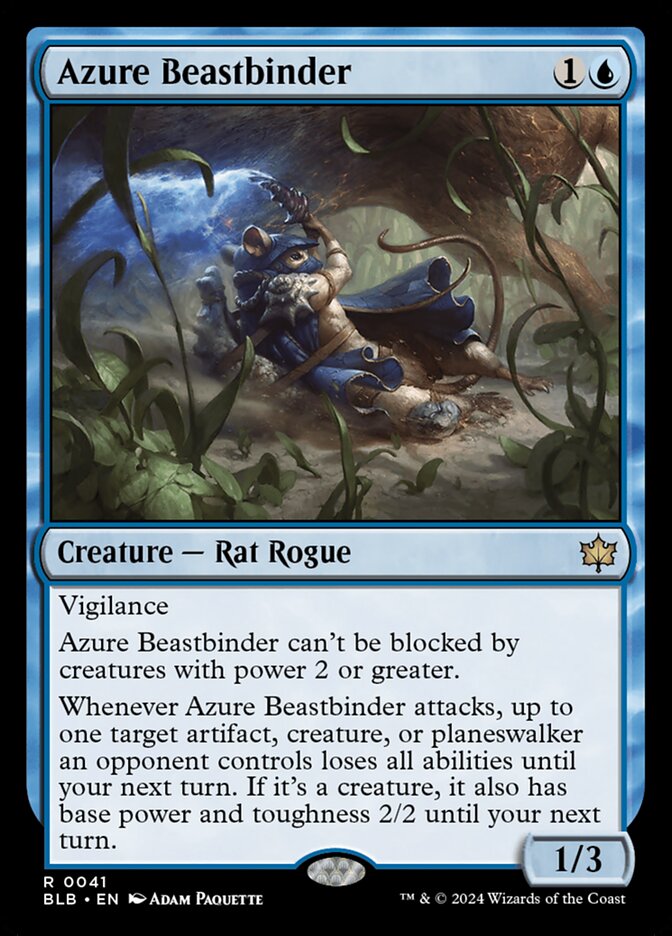 Azure Beastbinder 1
Creature — Rat Rogue
Vigilance
Azure Beastbinder can't be blocked by
creatures with power 2 or greater.
Whenever Azure Beastbinder attacks, up to
one target artifact, creature, or planeswalker
an opponent controls loses all abilities until
your next turn. If it's a creature, it also has
base power and toughness 2/2 until your next
turn.
1/3
R 0041
BLB • EN Adam Paquette
™ & © 2024 Wizards of the Coast